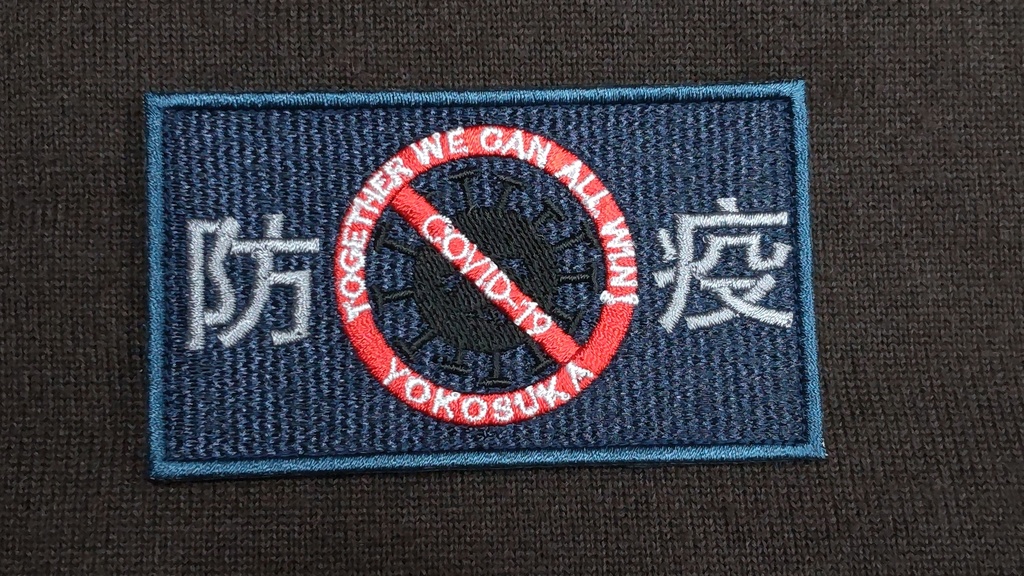 防 疫
TOGETHER WE CAN ALL WIN!
COVID-19
YOKOSUKA